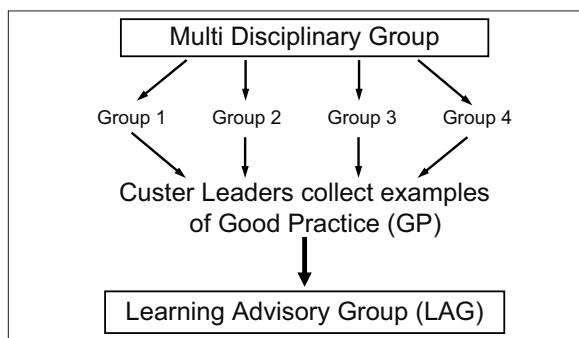 Multi Disciplinary Group
Group 1 Group 2 Group 3 Group 4
Custer Leaders collect examples
of Good Practice (GP)
Learning Advisory Group (LAG)